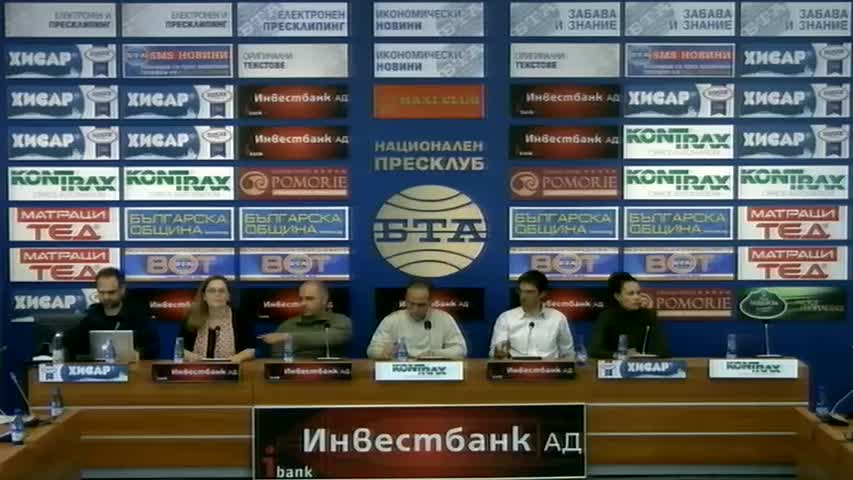 ЕЛЕКТРОНЕН И ПРЕСКЛИПИНГ
ЕЛЕКТРОНЕН И ПРЕСКЛИПИНГ
ИКОНОМИЧЕСКИ НОВИНИ
ЗАБАВА И ЗНАНИЕ
ЗАБАВА И ЗНАНИЕ
ХИСАР
SMS НОВИНИ
ОРИГИНАЛНИ ТЕКСТОВЕ
ИКОНОМИЧЕСКИ НОВИНИ
ОРИГИНАЛНИ ТЕКСТОВЕ
SMS НОВИНИ
ХИСАР
ХИСАР
ХИСАР
ИНВЕСТБАНК АД
MAXI CLUB
ИНВЕСТБАНК АД
ХИСАР
ХИСАР
ХИСАР
ХИСАР
ИНВЕСТБАНК АД
НАЦИОНАЛЕН
ПРЕСКЛУБ
ИНВЕСТБАНК АД
KONTRAX
KONTRAX
KONTRAX
KONTRAX
POMORIE
POMORIE
KONTRAX
KONTRAX
МАТРАЦИ
ТЕД
БЪЛГАРСКА
ОБЩИНА
БЪЛГАРСКА
ОБЩИНА
БТА
БЪЛГАРСКА
ОБЩИНА
БЪЛГАРСКА
ОБЩИНА
МАТРАЦИ
ТЕД
МАТРАЦИ
ТЕД
ВОТ
ВОТ
ВОТ
ВОТ
МАТРАЦИ
ТЕД
ХИСАР
POMORIE
ХИСАР
ИНВЕСТБАНК АД
ИНВЕСТБАНК АД
KONTRAX
ИНВЕСТБАНК АД
ХИСАР
KONTRAX
ИНВЕСТБАНК АД
ibank